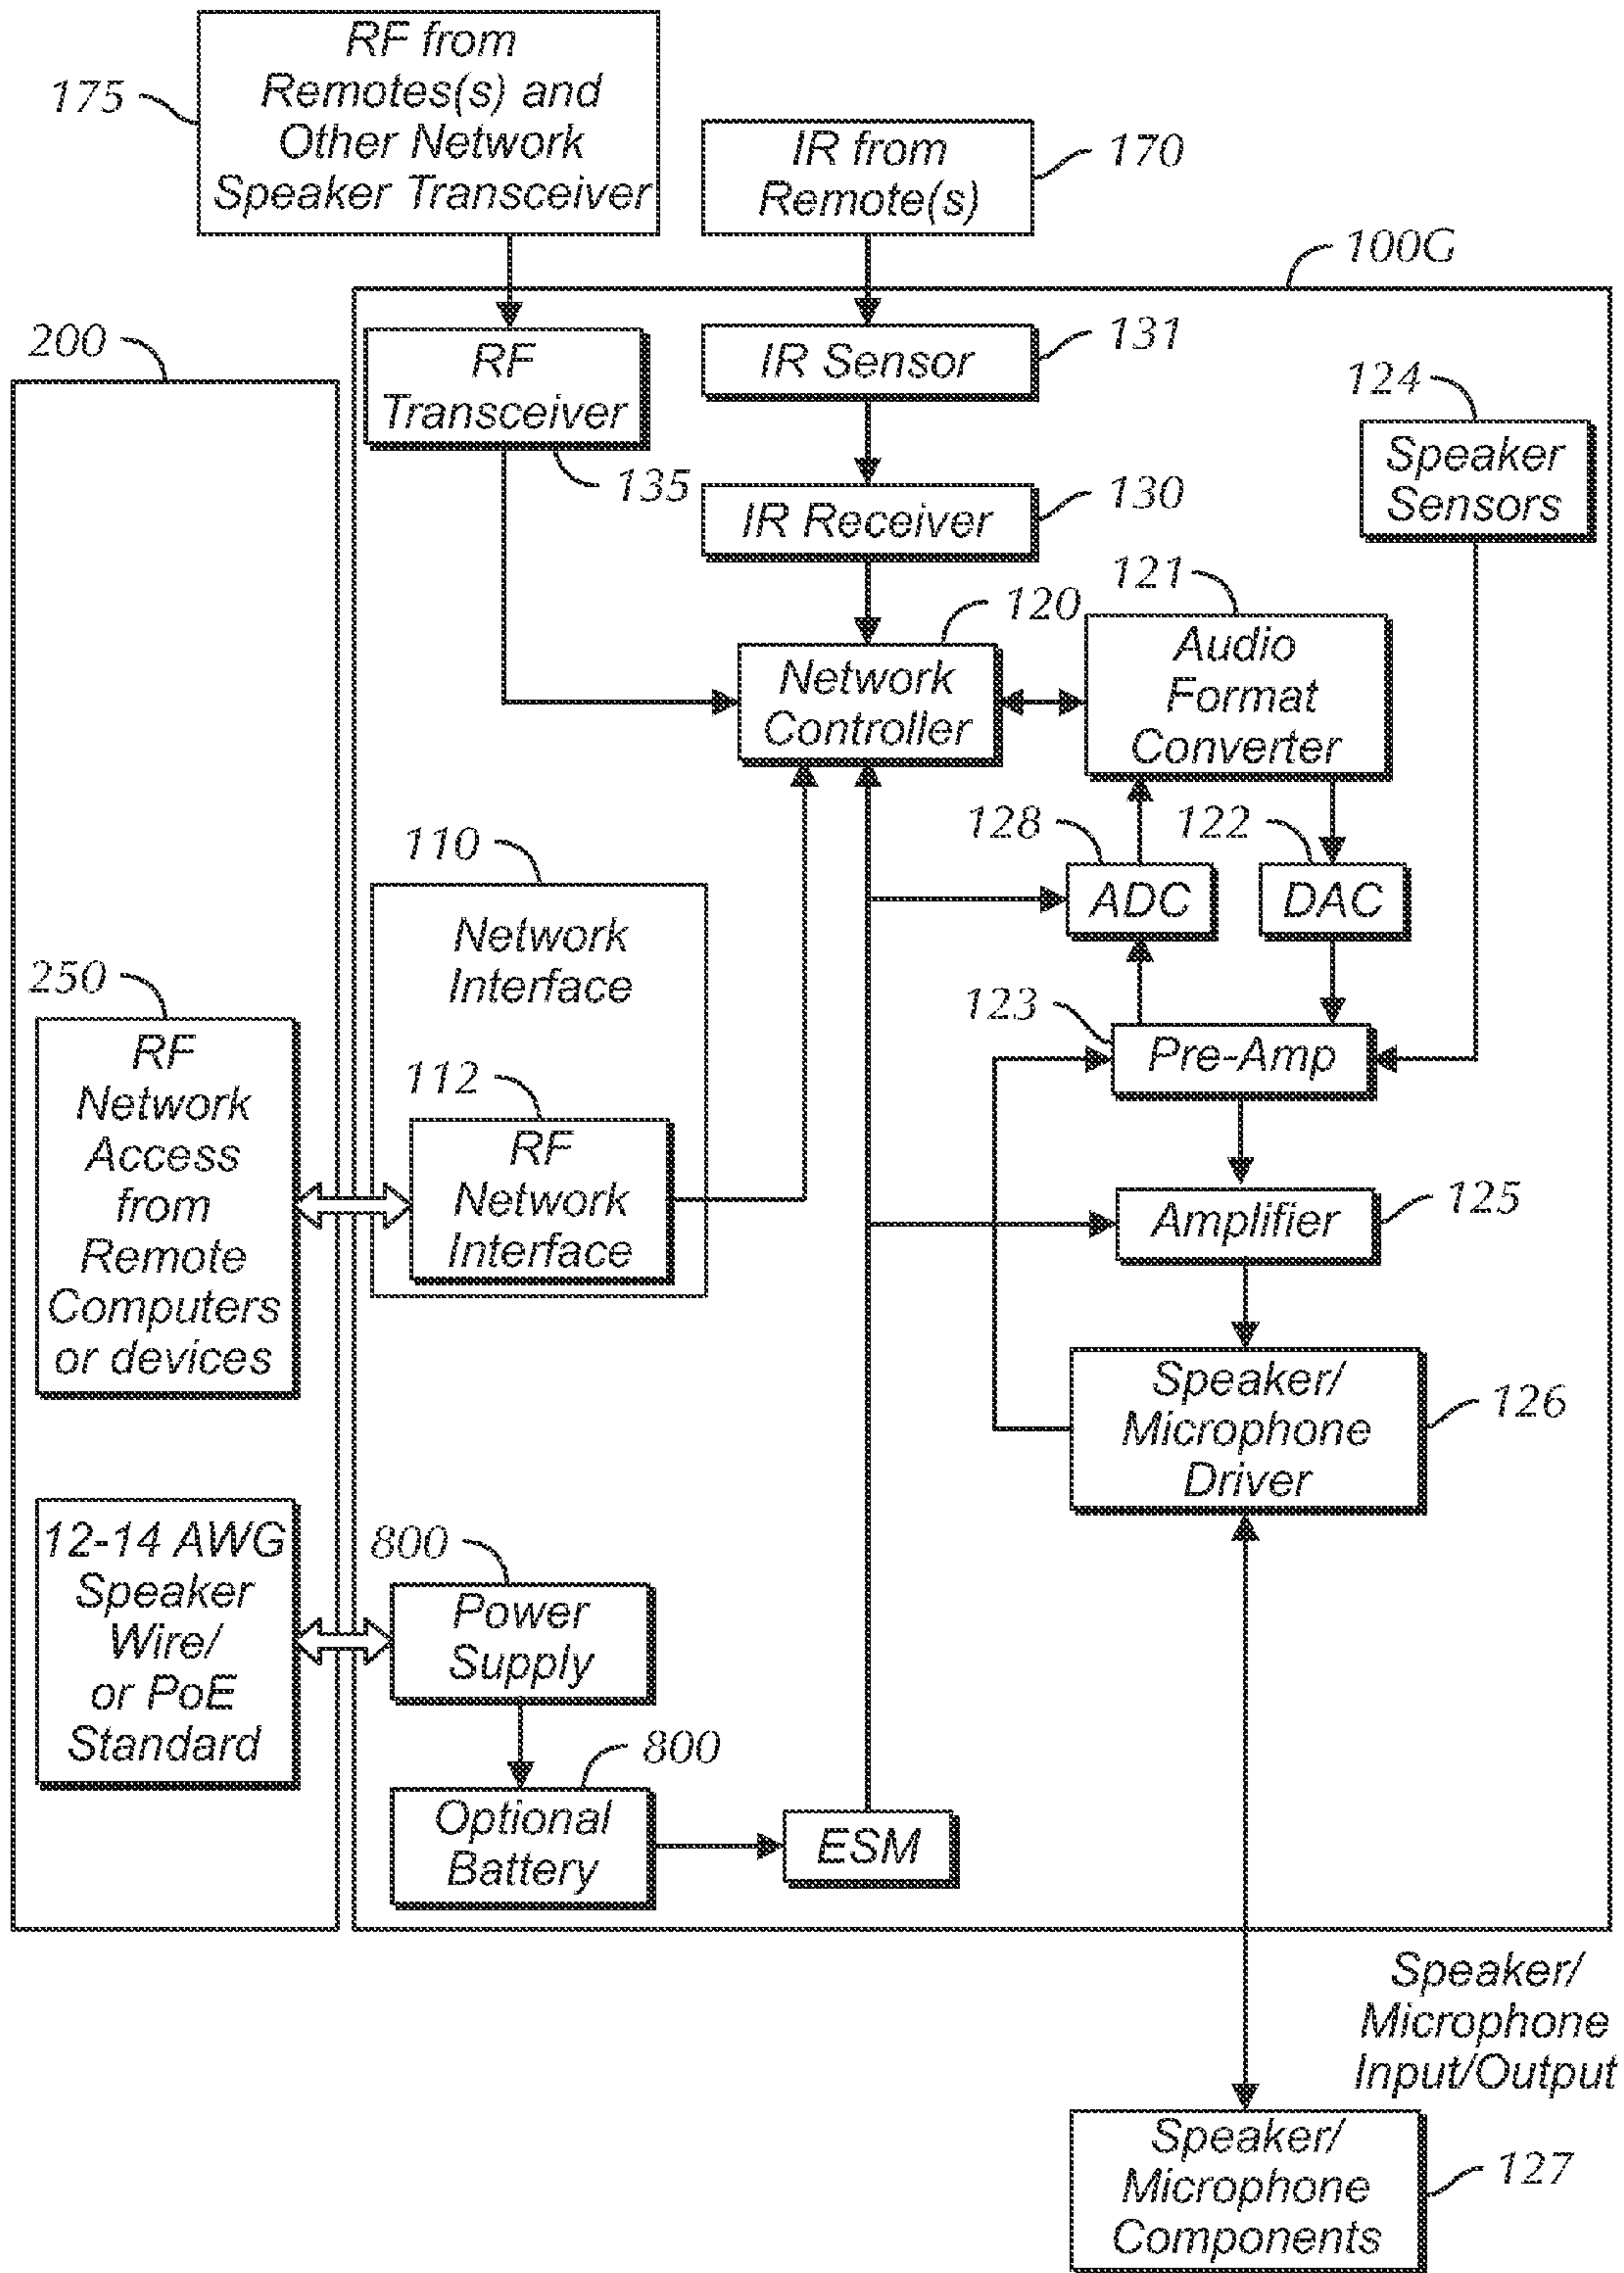 RF from
Remotes(s) and
Other Network
Speaker Transceiver
175
IR from
Remote(s)
170
100G
200
RF
Transceiver
135
IR Sensor
131
124
Speaker
Sensors
IR Receiver
130
121
Audio
Format
Converter
120
Network
Controller
128
ADC
122
DAC
110
Network
Interface
250
RF
Network
Access
from
Remote
Computers
or devices
112
RF
Network
Interface
123
Pre-Amp
Amplifier
125
Speaker/
Microphone
Driver
126
12-14 AWG
Speaker
Wire/
or PoE
Standard
800
Power
Supply
800
Optional
Battery
ESM
Speaker/
Microphone
Input/Output
Speaker/
Microphone
Components
127